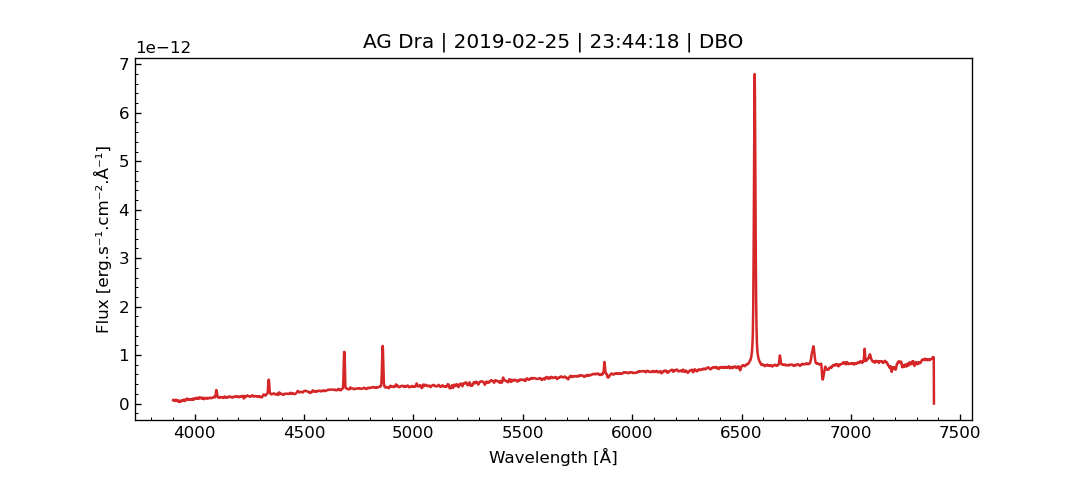 AG Dra | 2019-02-25 | 23:44:18 | DBO
1e−12
7
6
5
4
3
2
1
0
Flux [erg.s⁻¹.cm⁻².Å⁻¹]
4000 4500 5000 5500 6000 6500 7000 7500
Wavelength [Å]